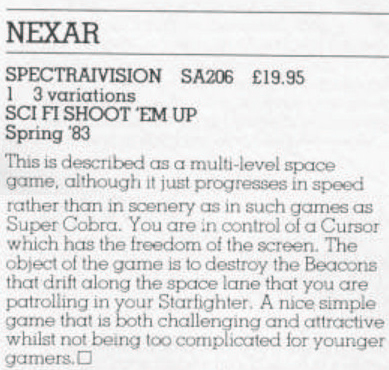 NEXAR
SPECTRAIVISION SA206 £19.95
1 3 variations
SCI FI SHOOT 'EM UP
Spring '83
This is described as a multi-level space
game, although it just progresses in speed
rather than in scenery as in such games as
Super Cobra. You are in control of a Cursor
which has the freedom of the screen. The
object of the game is to destroy the Beacons
that drift along the space lane that you are
patrolling in your Starfighter. A nice simple
game that is both challenging and attractive
whilst not being too complicated for younger
gamers.□